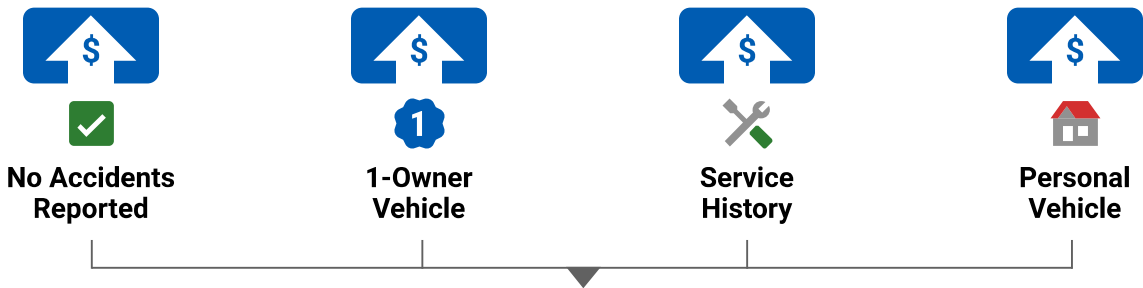 $
$
$
$
1
No Accidents
Reported
1-Owner
Vehicle
Service
History
Personal
Vehicle